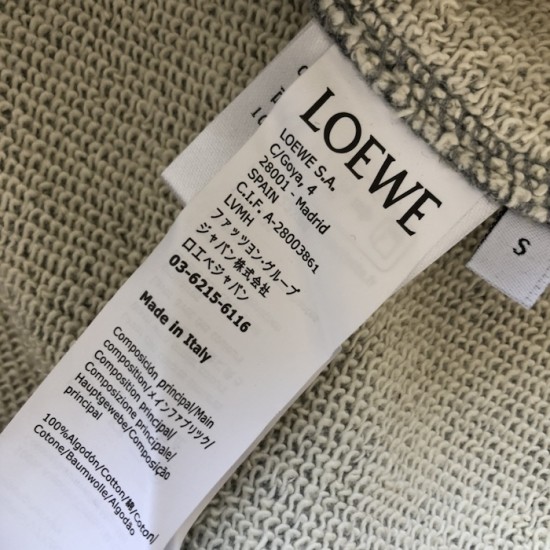 LOEWE
LOEWE S.A.
C/Goya, 4
28001 - Madrid
SPAIN
C.I.F. A-28003861
LVMH
ファッツョン・グループ
ジャパン株式会社
ロエベジャパン
03-6215-6116
Made in Italy
Composición principal/Main
composition/メインファブリック/
Composition principal/
Composizione principale/
Hauptgewebe/Composição
principal
100%Algodón/Cotton/綿/Coton/
Cotone/Baumwolle/Algodão
S